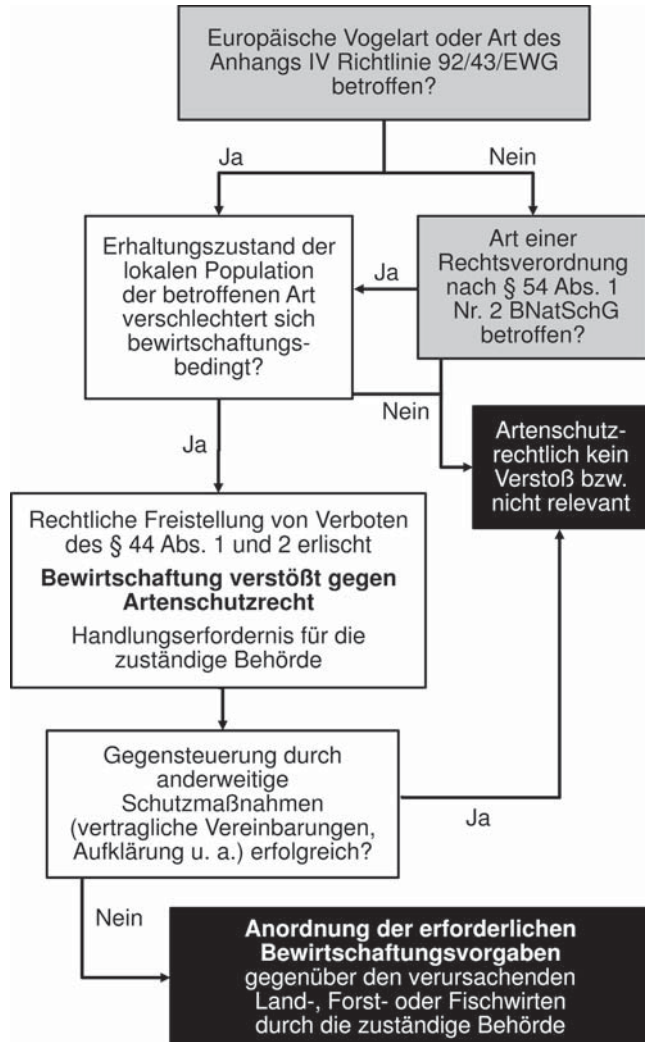 Europäische Vogelart oder Art des
Anhangs IV Richtlinie 92/43/EWG
betroffen?
Ja
Nein
Erhaltungszustand der
lokalen Population
der betroffenen Art
verschlechtert sich
bewirtschaftungs-
bedingt?
Ja
Art einer
Rechtsverordnung
nach § 54 Abs. 1
Nr. 2 BNatSchG
betroffen?
Nein
Ja
Artenschutz-
rechtlich kein
Verstoß bzw.
nicht relevant
Rechtliche Freistellung von Verboten
des § 44 Abs. 1 und 2 erlischt
Bewirtschaftung verstößt gegen
Artenschutzrecht
Handlungserfordernis für die
zuständige Behörde
Gegensteuerung durch
anderweitige
Schutzmaßnahmen
(vertragliche Vereinbarungen,
Aufklärung u. a.) erfolgreich?
Ja
Nein
Anordnung der erforderlichen
Bewirtschaftungsvorgaben
gegenüber den verursachenden
Land-, Forst- oder Fischwirten
durch die zuständige Behörde